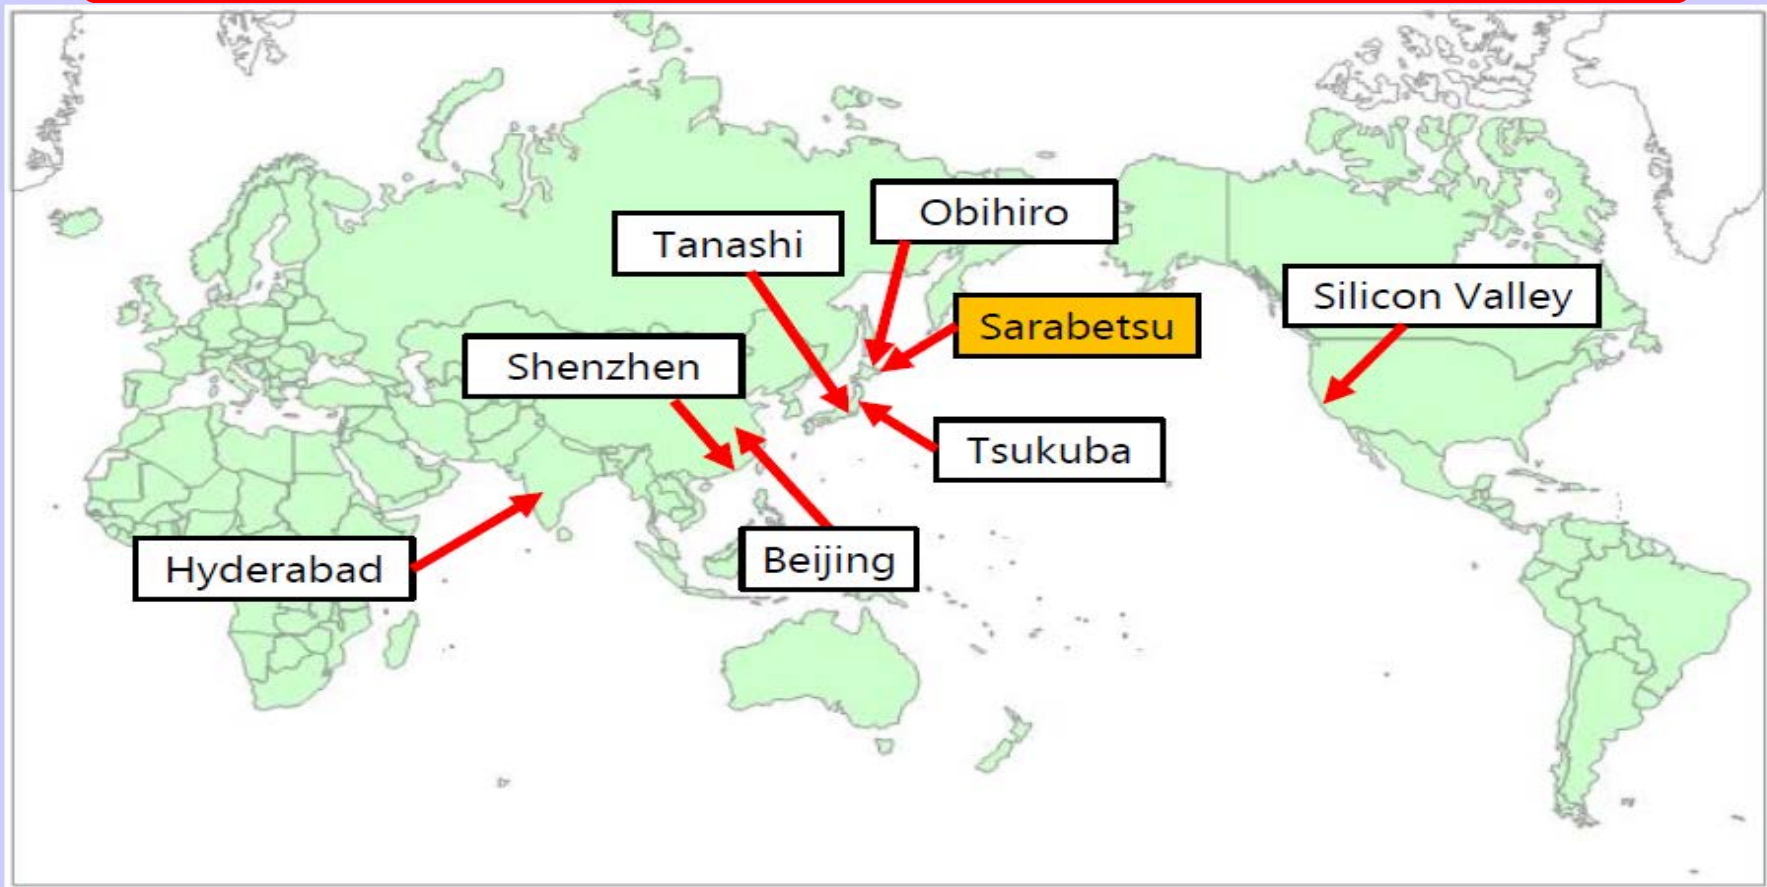 Obihiro
Tanashi
Silicon Valley
Sarabetsu
Shenzhen
Tsukuba
Beijing
Hyderabad